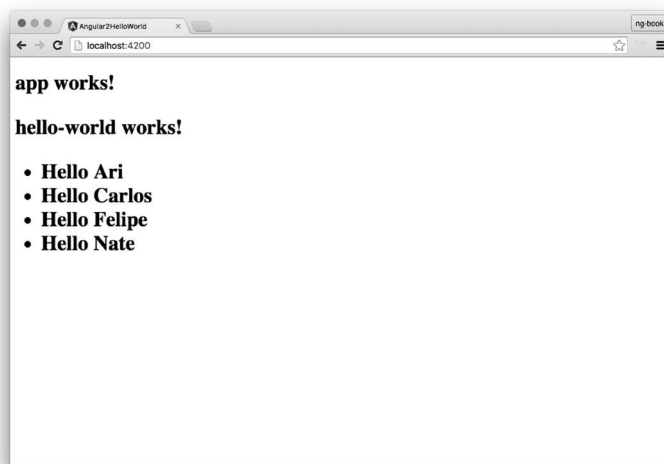 Angular2HelloWorld
ng-book
localhost:4200
app works!
hello-world works!
Hello Ari
Hello Carlos
Hello Felipe
Hello Nate